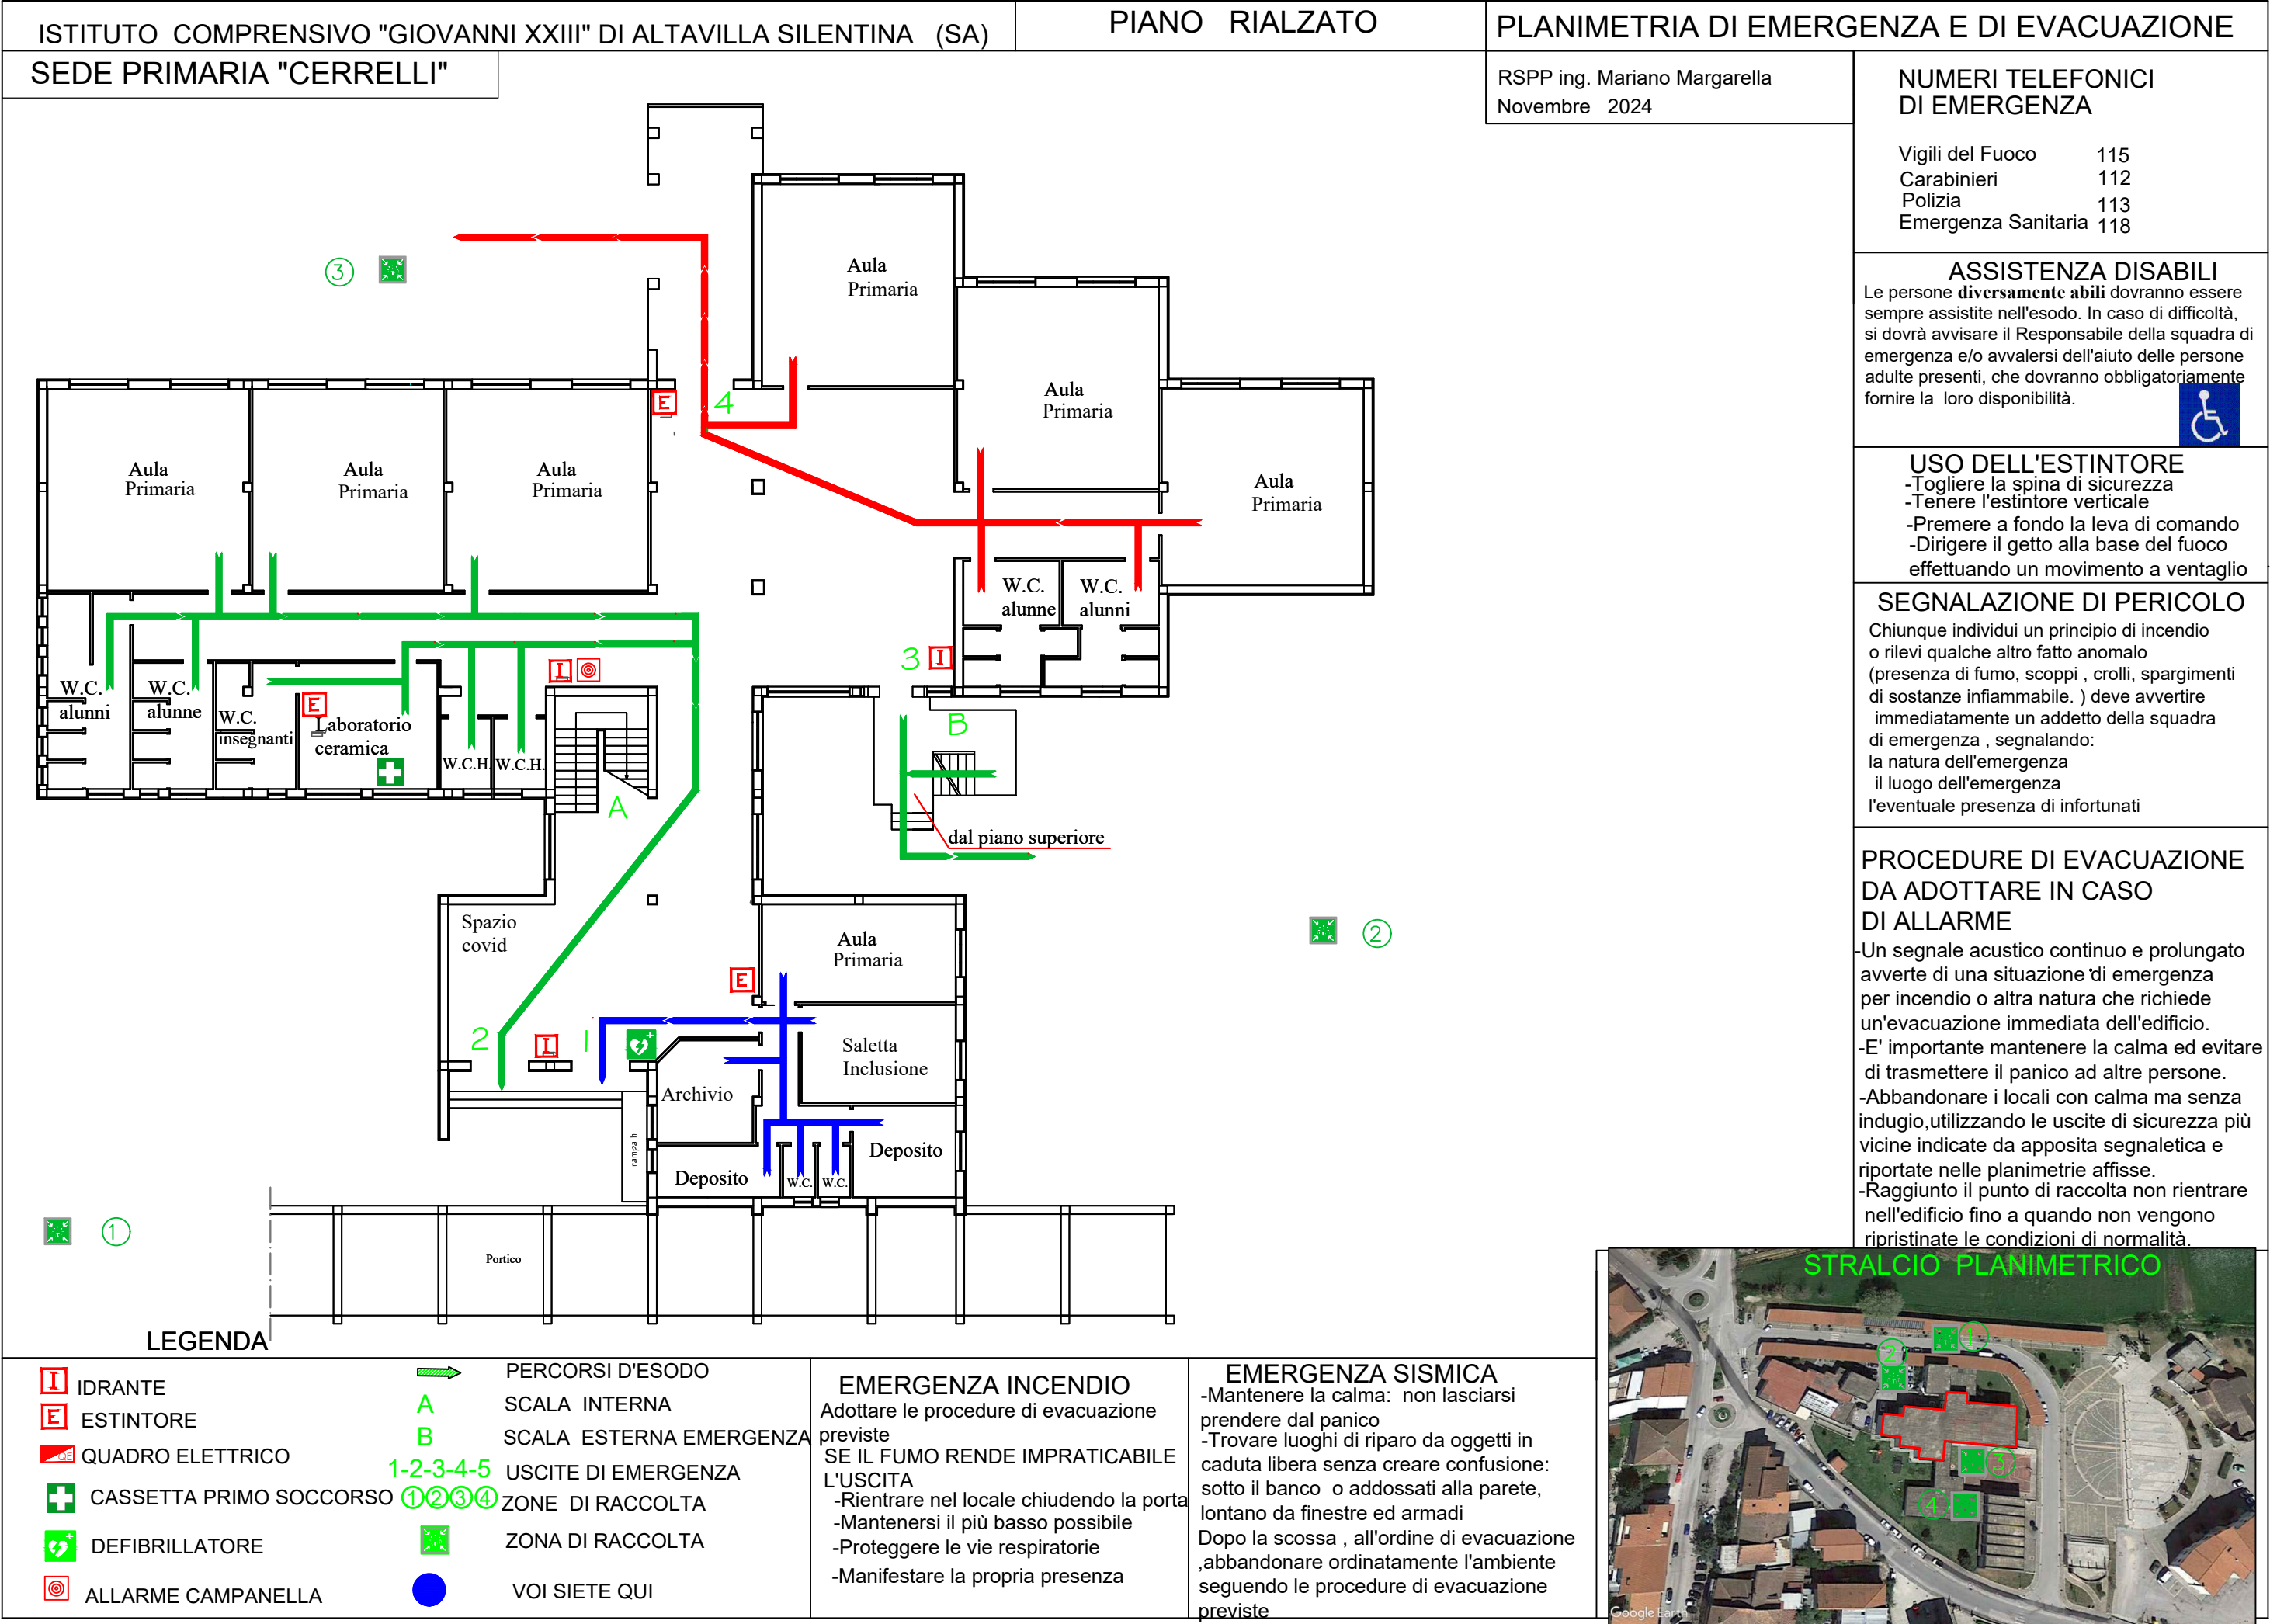 ISTITUTO COMPRENSIVO "GIOVANNI XXIII" DI ALTAVILLA SILENTINA (SA)
PIANO RIALZATO
PLANIMETRIA DI EMERGENZA E DI EVACUAZIONE
SEDE PRIMARIA "CERRELLI"
RSPP ing. Mariano Margarella
Novembre 2024
NUMERI TELEFONICI
DI EMERGENZA
Vigili del Fuoco 115
Carabinieri 112
Polizia 113
Emergenza Sanitaria 118
ASSISTENZA DISABILI
Le persone diversamente abili dovranno essere
sempre assistite nell'esodo. In caso di difficoltà,
si dovrà avvisare il Responsabile della squadra di
emergenza e/o avvalersi dell'aiuto delle persone
adulte presenti, che dovranno obbligatoriamente
fornire la loro disponibilità.
USO DELL'ESTINTORE
-Togliere la spina di sicurezza
-Tenere l'estintore verticale
-Premere a fondo la leva di comando
-Dirigere il getto alla base del fuoco
effettuando un movimento a ventaglio
SEGNALAZIONE DI PERICOLO
Chiunque individui un principio di incendio
o rilevi qualche altro fatto anomalo
(presenza di fumo, scoppi , crolli, spargimenti
di sostanze infiammabile. ) deve avvertire
immediatamente un addetto della squadra
di emergenza , segnalando:
la natura dell'emergenza
il luogo dell'emergenza
l'eventuale presenza di infortunati
PROCEDURE DI EVACUAZIONE
DA ADOTTARE IN CASO
DI ALLARME
-Un segnale acustico continuo e prolungato
avverte di una situazione di emergenza
per incendio o altra natura che richiede
un'evacuazione immediata dell'edificio.
-E' importante mantenere la calma ed evitare
di trasmettere il panico ad altre persone.
-Abbandonare i locali con calma ma senza
indugio,utilizzando le uscite di sicurezza più
vicine indicate da apposita segnaletica e
riportate nelle planimetrie affisse.
-Raggiunto il punto di raccolta non rientrare
nell'edificio fino a quando non vengono
ripristinate le condizioni di normalità.
3
Aula
Primaria
E
4
Aula
Primaria
Aula
Primaria
Aula
Primaria
Aula
Primaria
Aula
Primaria
W.C.
alunne
W.C.
alunni
3
I
I
W.C.
alunni
W.C.
alunne
W.C.
insegnanti
E
Laboratorio
ceramica
W.C.H.
W.C.H.
A
B
dal piano superiore
Spazio
covid
Aula
Primaria
2
E
2
I
1
Saletta
Inclusione
Archivio
rampa h
Deposito
Deposito
W.C.
W.C.
1
Portico
LEGENDA
I IDRANTE
E ESTINTORE
QE QUADRO ELETTRICO
CASSETTA PRIMO SOCCORSO
DEFIBRILLATORE
ALLARME CAMPANELLA
PERCORSI D'ESODO
A SCALA INTERNA
B SCALA ESTERNA EMERGENZA
1-2-3-4-5 USCITE DI EMERGENZA
1 2 3 4 ZONE DI RACCOLTA
ZONA DI RACCOLTA
VOI SIETE QUI
EMERGENZA INCENDIO
Adottare le procedure di evacuazione
previste
SE IL FUMO RENDE IMPRATICABILE
L'USCITA
-Rientrare nel locale chiudendo la porta
-Mantenersi il più basso possibile
-Proteggere le vie respiratorie
-Manifestare la propria presenza
EMERGENZA SISMICA
-Mantenere la calma: non lasciarsi
prendere dal panico
-Trovare luoghi di riparo da oggetti in
caduta libera senza creare confusione:
sotto il banco o addossati alla parete,
lontano da finestre ed armadi
Dopo la scossa , all'ordine di evacuazione
,abbandonare ordinatamente l'ambiente
seguendo le procedure di evacuazione
previste
STRALCIO PLANIMETRICO
1
2
3
4
Google Earth